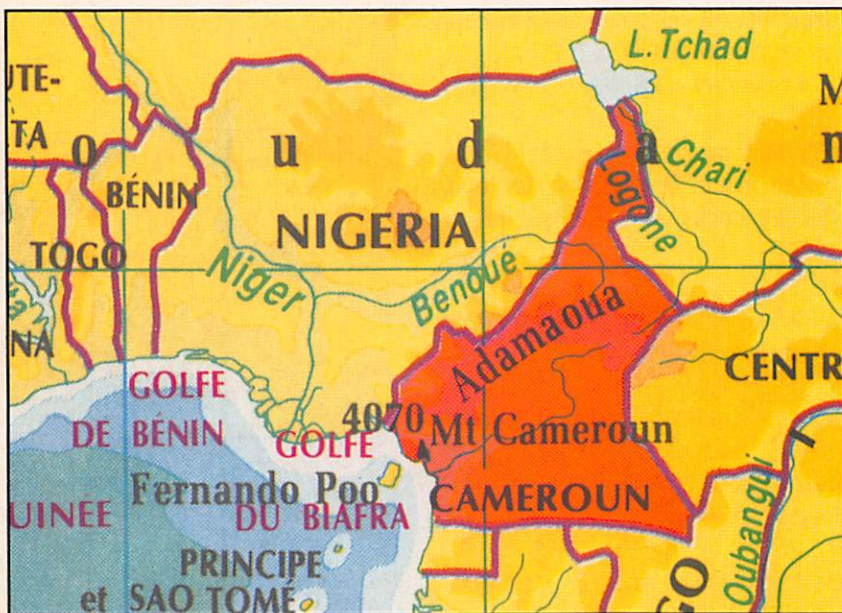 L. Tchad
UTE-
TA
o u d a n
M
BÉNIN
Logone
Chari
NIGERIA
TOGO
Niger
Benoué
NA
Adamaoua
CENTR
GOLFE
DE BÉNIN
4070 Mt Cameroun
GOLFE
DU BIAFRA
Fernando Poo
UINEE
CAMEROUN
PRINCIPE
et SAO TOMÉ
GO
Oubangui